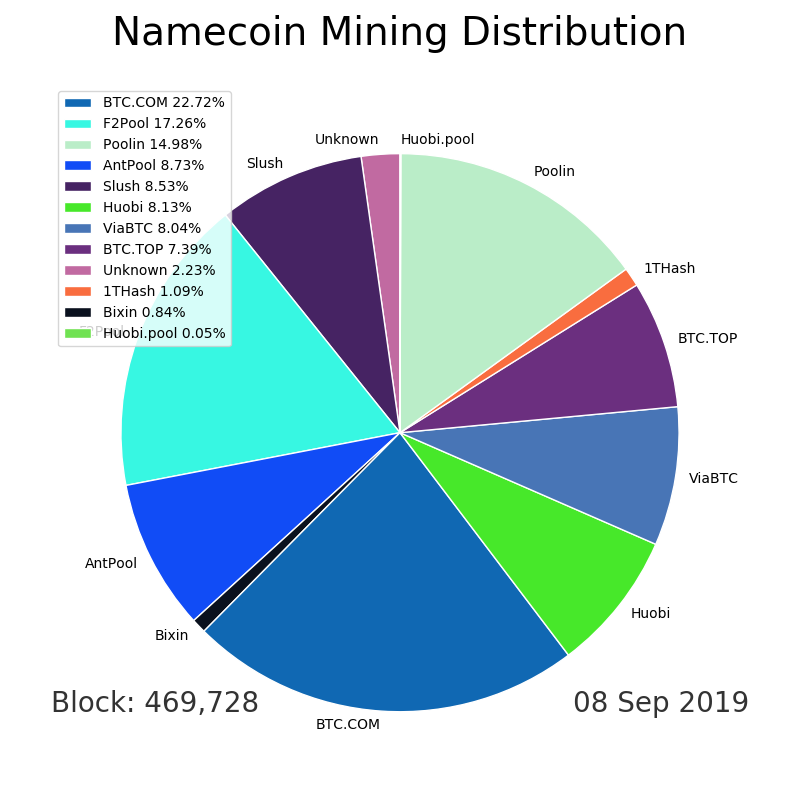 Namecoin Mining Distribution
BTC.COM 22.72%
F2Pool 17.26%
Poolin 14.98%
AntPool 8.73%
Slush 8.53%
Huobi 8.13%
ViaBTC 8.04%
BTC.TOP 7.39%
Unknown 2.23%
1THash 1.09%
Bixin 0.84%
Huobi.pool 0.05%
Unknown
Huobi.pool
Slush
Poolin
1THash
F2Pool
BTC.TOP
ViaBTC
AntPool
Huobi
Bixin
BTC.COM
Block: 469,728
08 Sep 2019